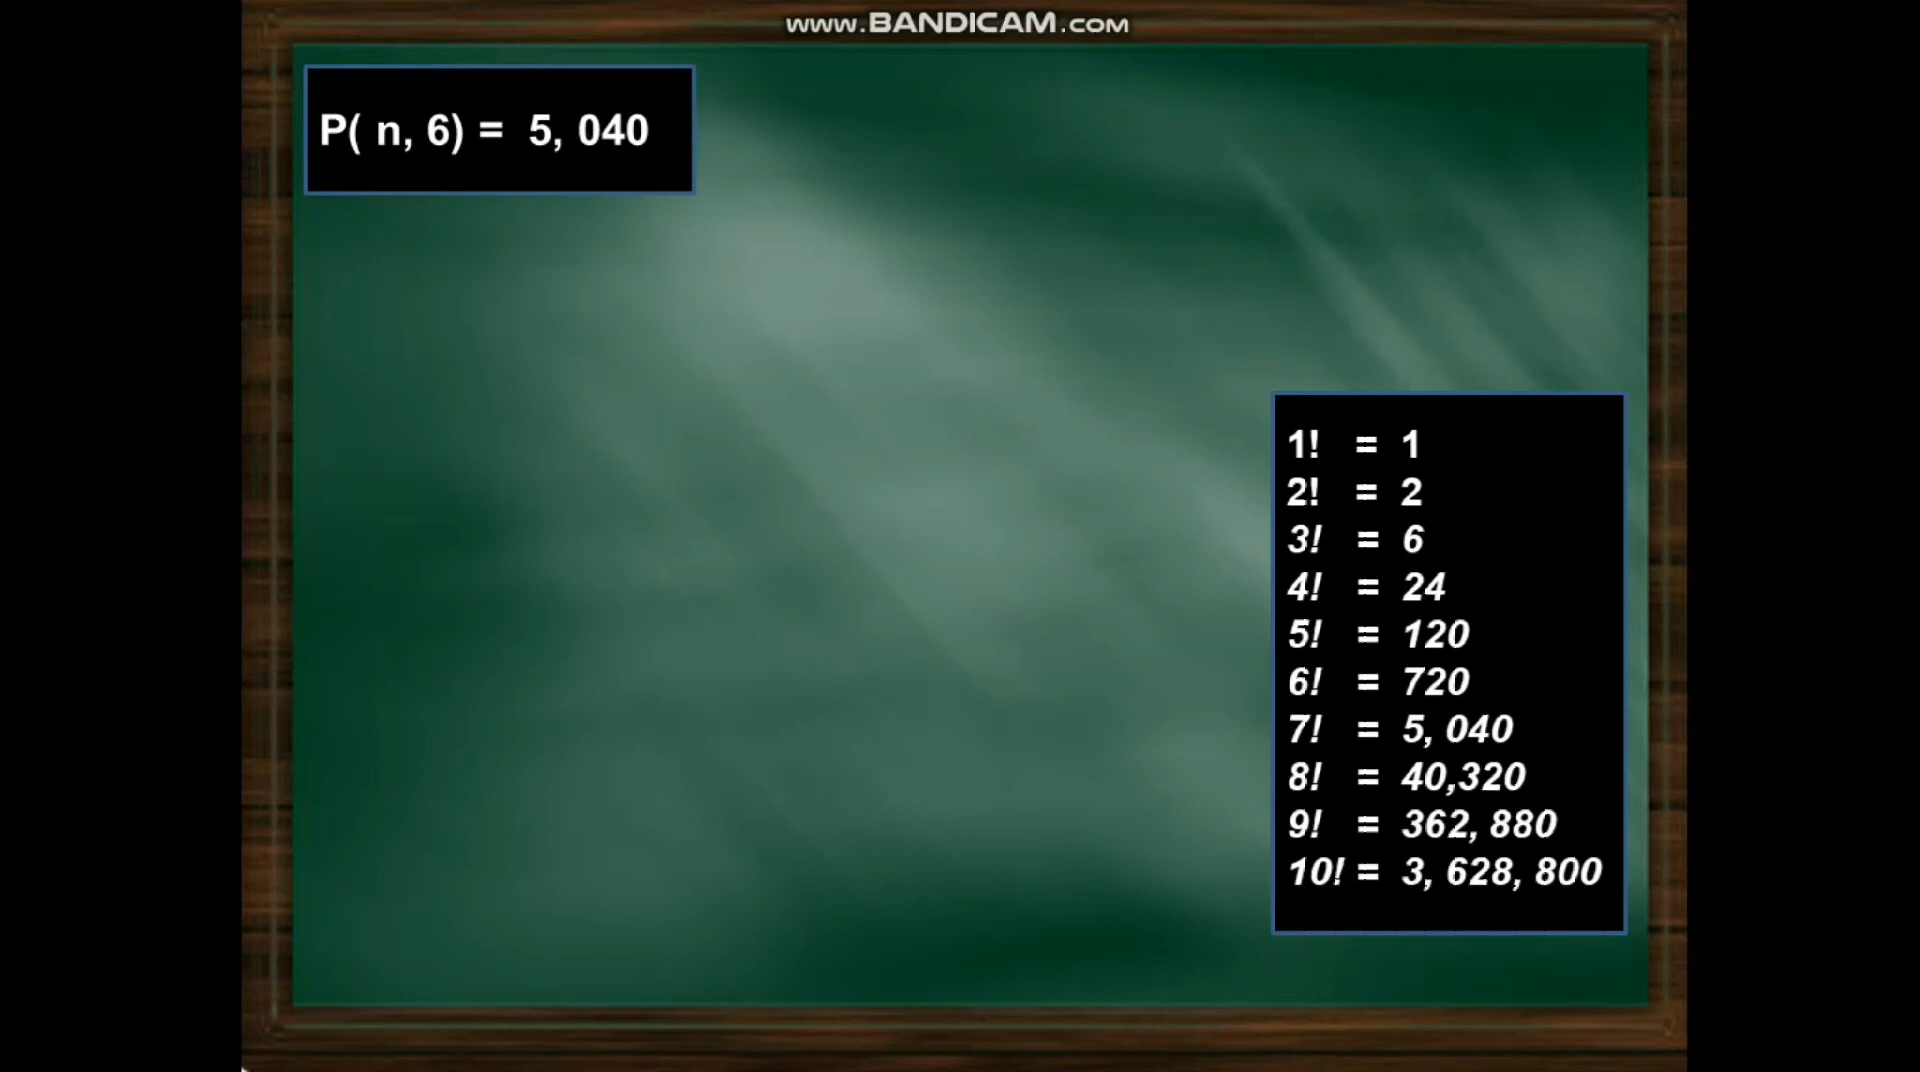 www.BANDICAM.com
P( n, 6) = 5, 040
1! = 1
2! = 2
3! = 6
4! = 24
5! = 120
6! = 720
7! = 5, 040
8! = 40,320
9! = 362, 880
10! = 3, 628, 800